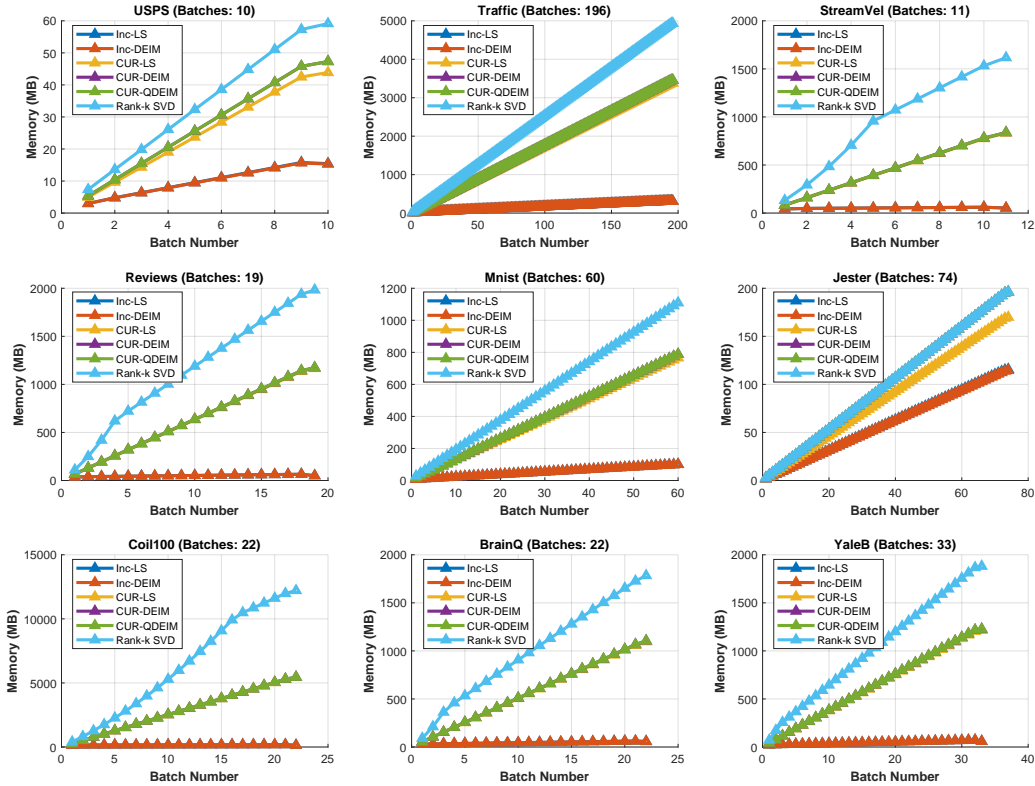 USPS (Batches: 10)
Memory (MB)
60
50
40
30
20
10
0
Inc-LS
Inc-DEIM
CUR-LS
CUR-DEIM
CUR-QDEIM
Rank-k SVD
0 2 4 6 8 10
Batch Number
Traffic (Batches: 196)
Memory (MB)
5000
4000
3000
2000
1000
0
Inc-LS
Inc-DEIM
CUR-LS
CUR-DEIM
CUR-QDEIM
Rank-k SVD
50 100 150 200
Batch Number
StreamVel (Batches: 11)
Memory (MB)
2000
1500
1000
500
0
Inc-LS
Inc-DEIM
CUR-LS
CUR-DEIM
CUR-QDEIM
Rank-k SVD
0 2 4 6 8 10 12
Batch Number
Reviews (Batches: 19)
Memory (MB)
2000
1500
1000
500
0
Inc-LS
Inc-DEIM
CUR-LS
CUR-DEIM
CUR-QDEIM
Rank-k SVD
0 5 10 15 20
Batch Number
Mnist (Batches: 60)
Memory (MB)
1200
1000
800
600
400
200
0
Inc-LS
Inc-DEIM
CUR-LS
CUR-DEIM
CUR-QDEIM
Rank-k SVD
10 20 30 40 50 60
Batch Number
Jester (Batches: 74)
Memory (MB)
200
150
100
50
0
Inc-LS
Inc-DEIM
CUR-LS
CUR-DEIM
CUR-QDEIM
Rank-k SVD
20 40 60 80
Batch Number
Coil100 (Batches: 22)
Memory (MB)
15000
10000
5000
0
Inc-LS
Inc-DEIM
CUR-LS
CUR-DEIM
CUR-QDEIM
Rank-k SVD
0 5 10 15 20 25
Batch Number
BrainQ (Batches: 22)
Memory (MB)
2000
1500
1000
500
0
Inc-LS
Inc-DEIM
CUR-LS
CUR-DEIM
CUR-QDEIM
Rank-k SVD
0 5 10 15 20 25
Batch Number
YaleB (Batches: 33)
Memory (MB)
2000
1500
1000
500
0
Inc-LS
Inc-DEIM
CUR-LS
CUR-DEIM
CUR-QDEIM
Rank-k SVD
0 10 20 30 40
Batch Number